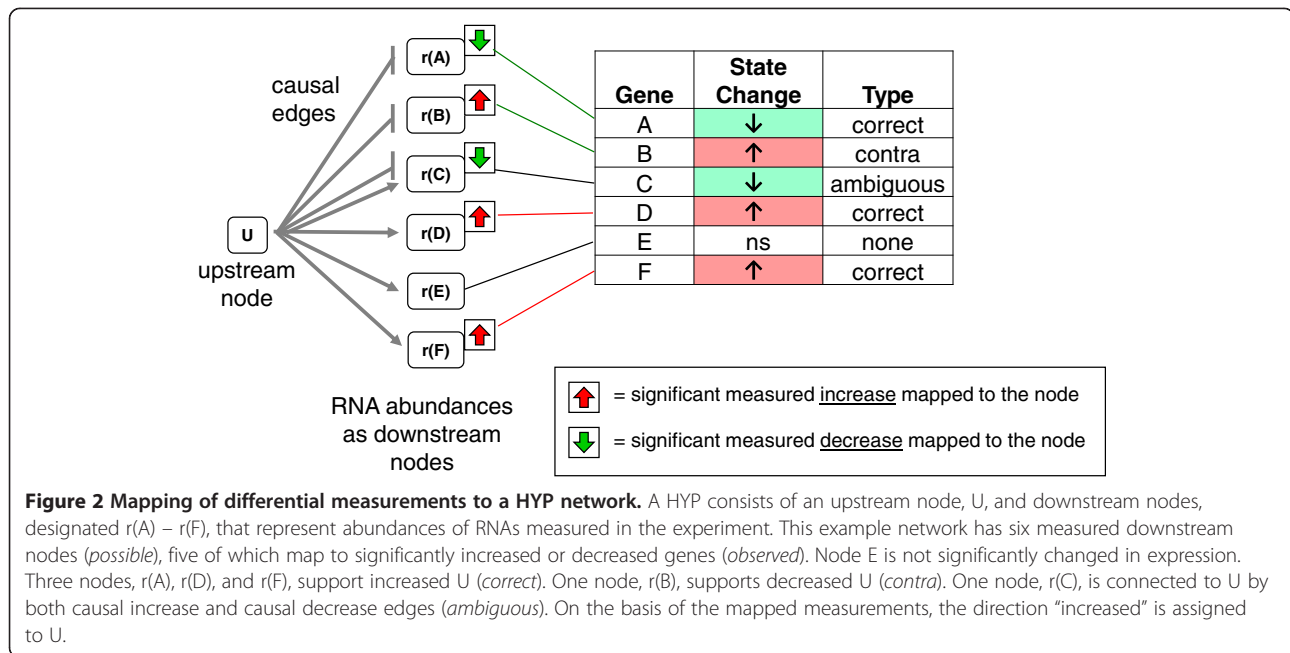 causal
edges
r(A)
r(B)
r(C)
r(D)
r(E)
r(F)
U
upstream
node
RNA abundances
as downstream
nodes
Gene State Change Type
A ↓ correct
B ↑ contra
C ↓ ambiguous
D ↑ correct
E ns none
F ↑ correct
= significant measured increase mapped to the node
= significant measured decrease mapped to the node
Figure 2 Mapping of differential measurements to a HYP network. A HYP consists of an upstream node, U, and downstream nodes,
designated r(A) – r(F), that represent abundances of RNAs measured in the experiment. This example network has six measured downstream
nodes (possible), five of which map to significantly increased or decreased genes (observed). Node E is not significantly changed in expression.
Three nodes, r(A), r(D), and r(F), support increased U (correct). One node, r(B), supports decreased U (contra). One node, r(C), is connected to U by
both causal increase and causal decrease edges (ambiguous). On the basis of the mapped measurements, the direction “increased” is assigned
to U.